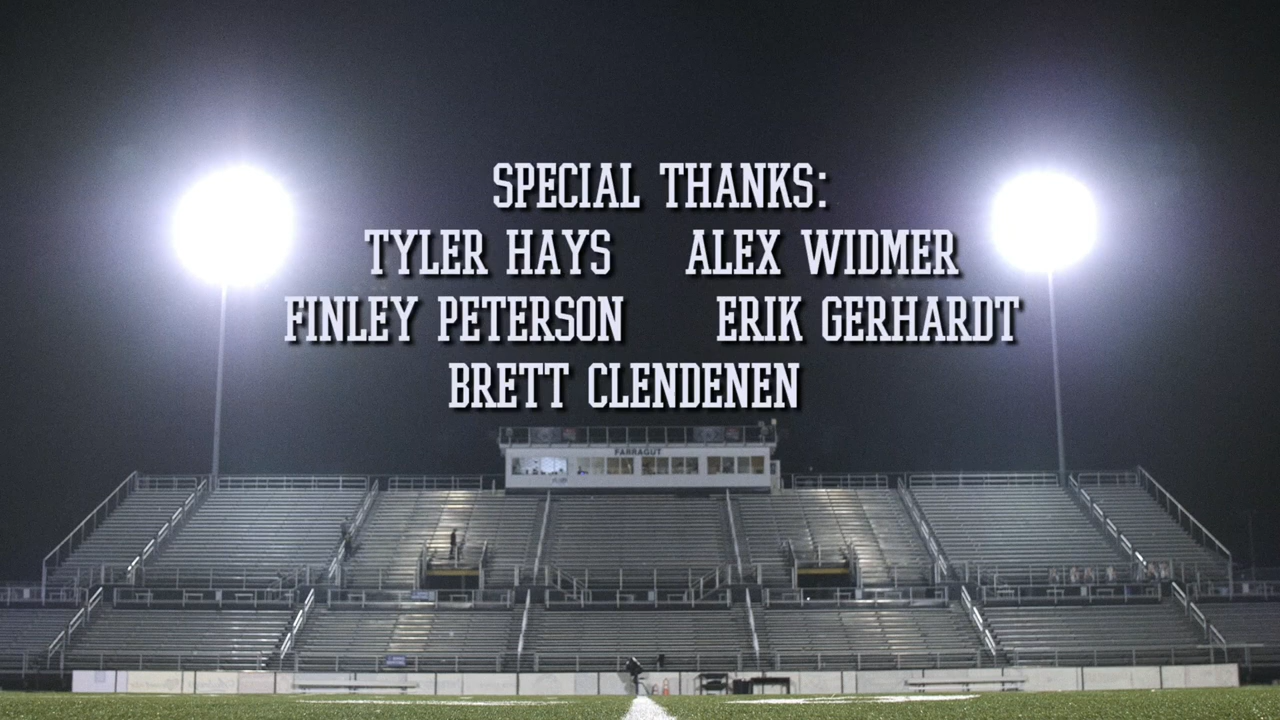 SPECIAL THANKS:
TYLER HAYS ALEX WIDMER
FINLEY PETERSON ERIK GERHARDT
BRETT CLENDENEN
FARRAGUT